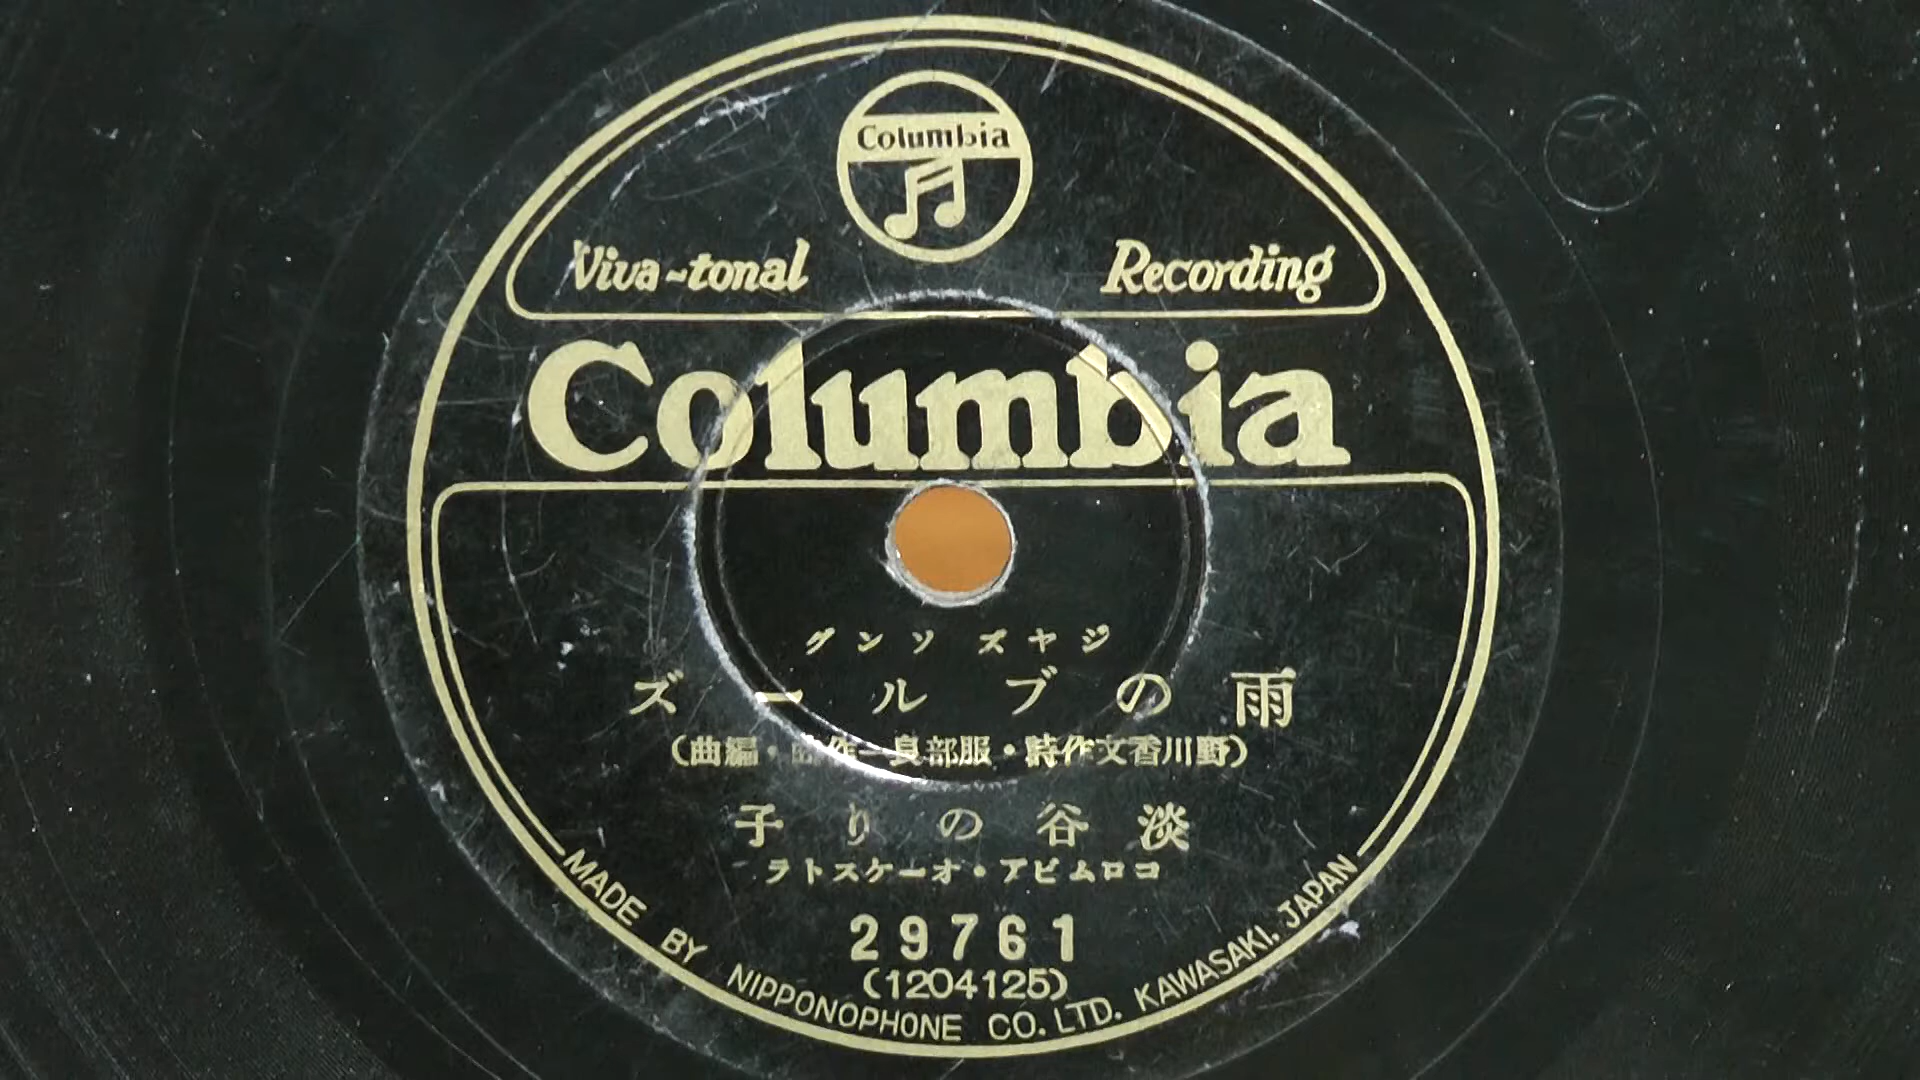 Columbia
Viva-tonal Recording
Columbia
ジヤズ ソング
雨のブルーズ
(野川香文作詩・服部良一作曲・編曲)
淡谷のり子
コロムビア・オーケストラ
29761
(1204125)
MADE BY NIPPONOPHONE CO. LTD. KAWASAKI, JAPAN